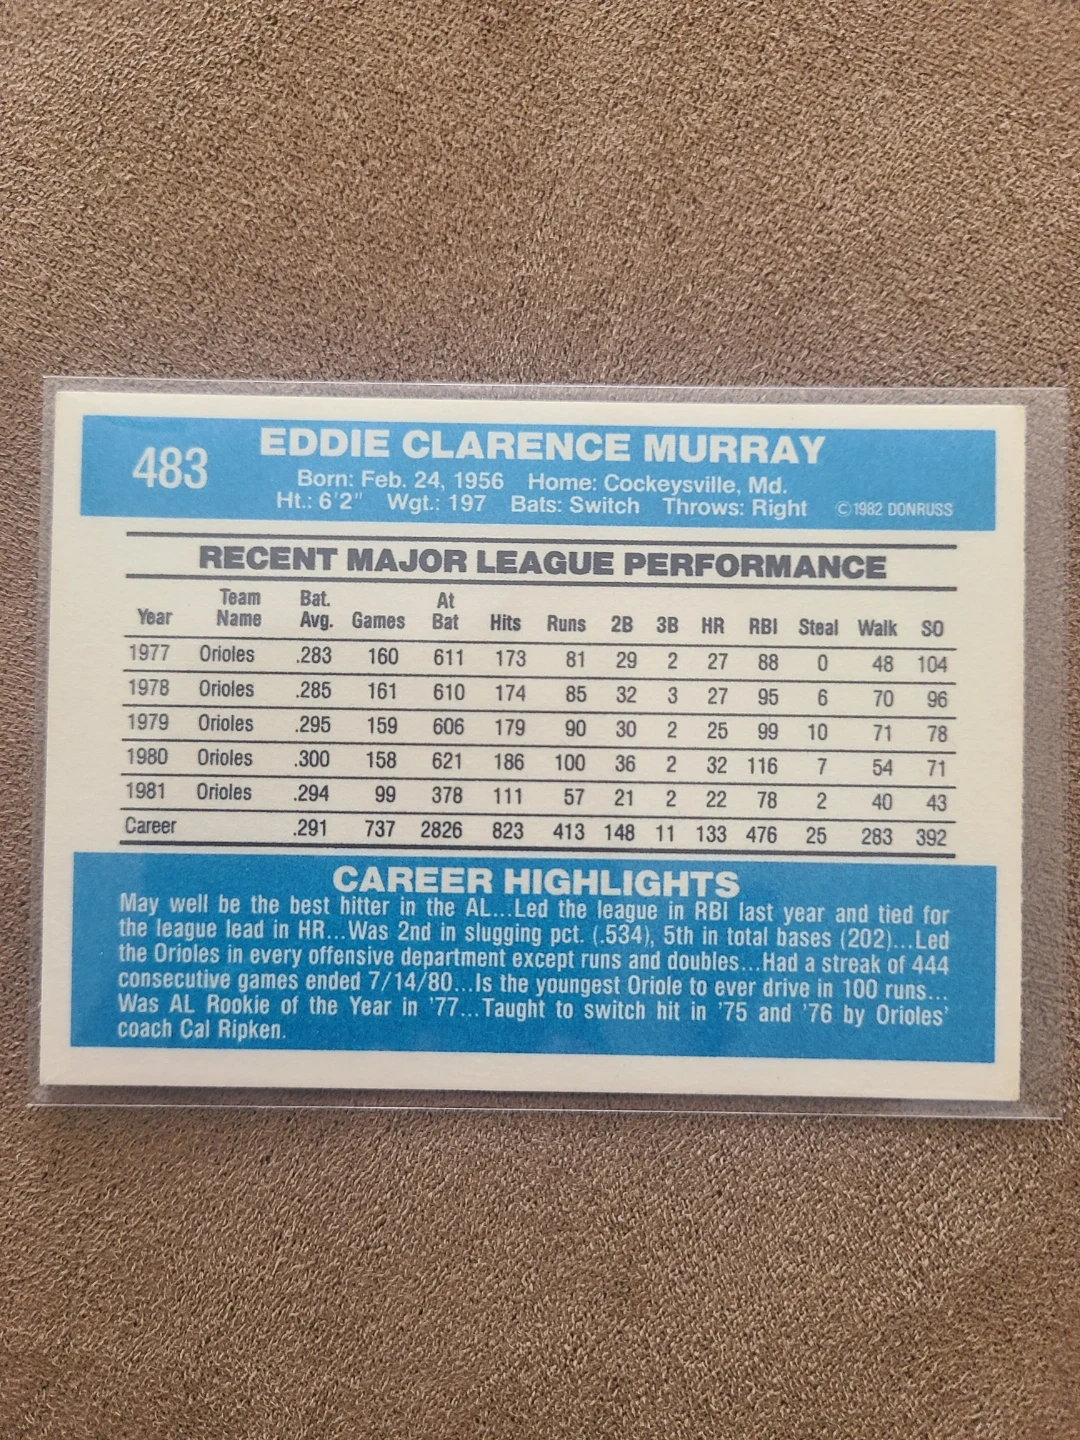 483
EDDIE CLARENCE MURRAY
Born: Feb. 24, 1956 Home: Cockeysville, Md.
Ht.: 6'2" Wgt.: 197 Bats: Switch Throws: Right © 1982 DONRUSS
RECENT MAJOR LEAGUE PERFORMANCE
Year Team Name Bat. Avg. Games At Bat Hits Runs 2B 3B HR RBI Steal Walk SO
1977 Orioles .283 160 611 173 81 29 2 27 88 0 48 104
1978 Orioles .285 161 610 174 85 32 3 27 95 6 70 96
1979 Orioles .295 159 606 179 90 30 2 25 99 10 71 78
1980 Orioles .300 158 621 186 100 36 2 32 116 7 54 71
1981 Orioles .294 99 378 111 57 21 2 22 78 2 40 43
Career .291 737 2826 823 413 148 11 133 476 25 283 392
CAREER HIGHLIGHTS
May well be the best hitter in the AL...Led the league in RBI last year and tied for
the league lead in HR...Was 2nd in slugging pct. (.534), 5th in total bases (202)...Led
the Orioles in every offensive department except runs and doubles...Had a streak of 444
consecutive games ended 7/14/80...Is the youngest Oriole to ever drive in 100 runs...
Was AL Rookie of the Year in '77...Taught to switch hit in '75 and '76 by Orioles'
coach Cal Ripken.